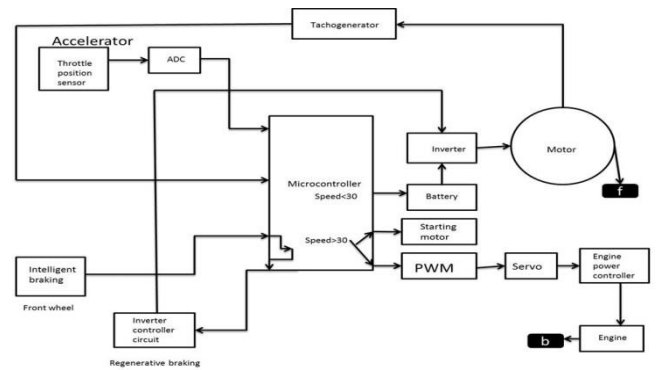 Tachogenerator
Accelerator
Throttle
position
sensor
ADC
Inverter
Motor
Microcontroller
Speed<30
Battery
f
Speed>30
Starting
motor
PWM
Servo
Engine
power
controller
Intelligent
braking
Front wheel
Inverter
controller
circuit
Regenerative braking
b
Engine